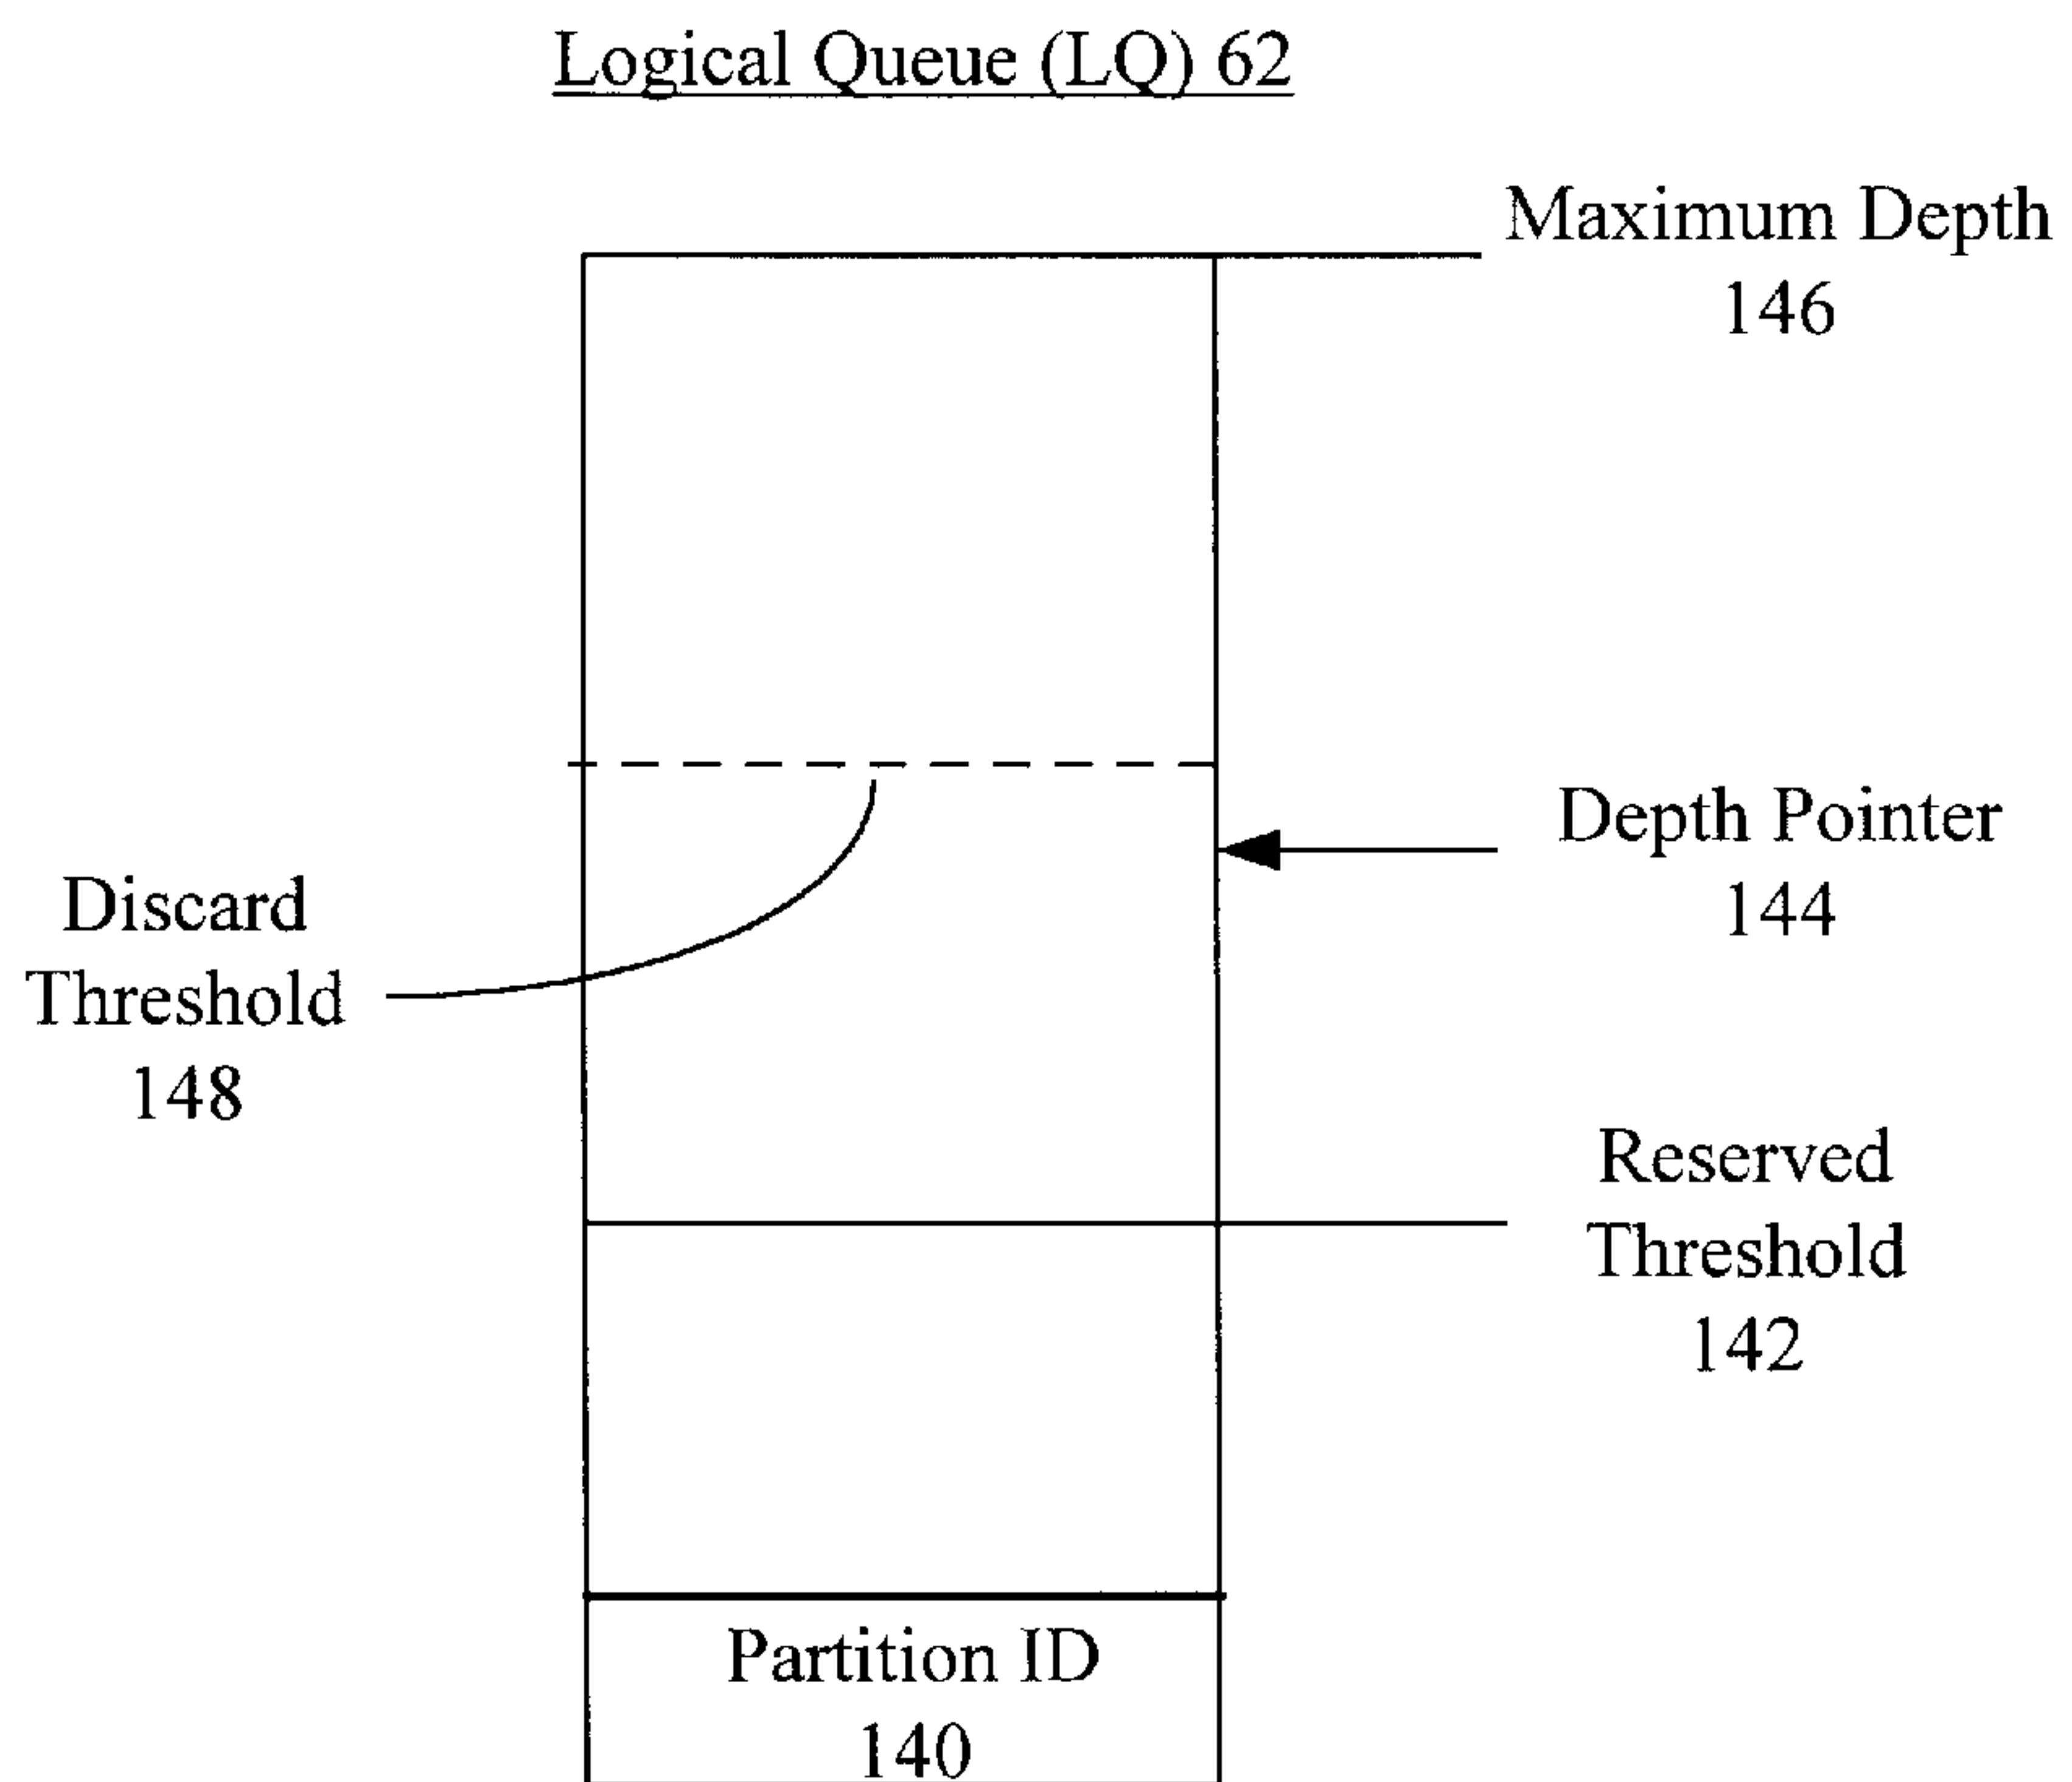 Logical Queue (LQ) 62
Maximum Depth
146
Depth Pointer
144
Discard
Threshold
148
Reserved
Threshold
142
Partition ID
140